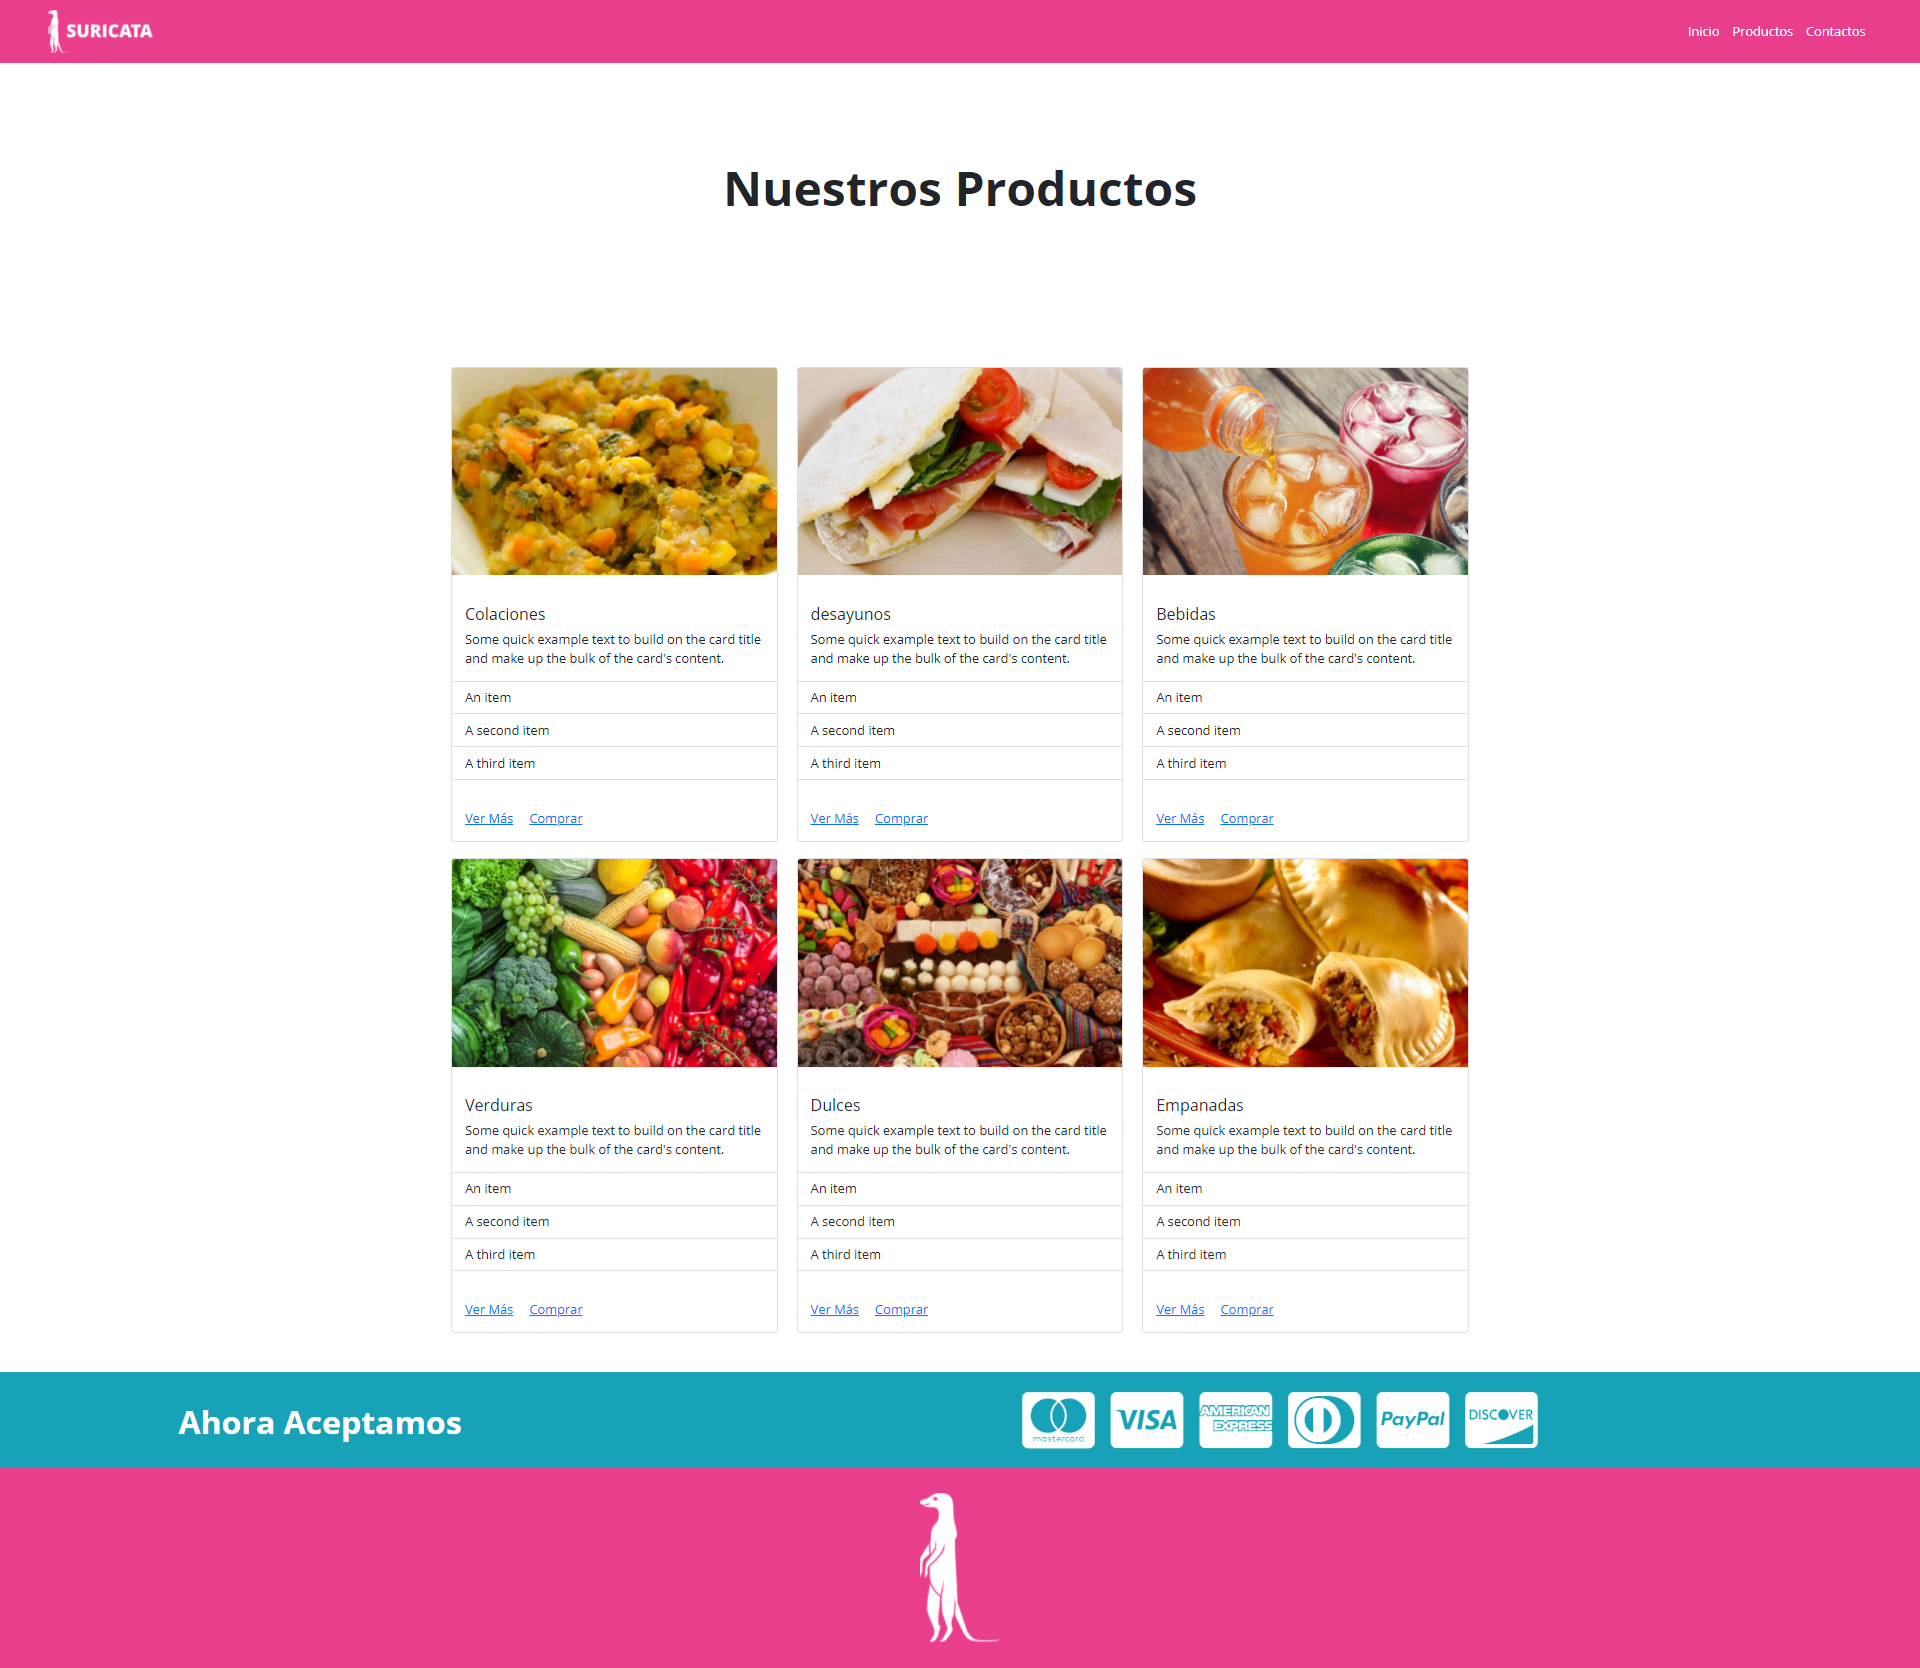 SURICATA
Inicio Productos Contactos
Nuestros Productos
Colaciones
Some quick example text to build on the card title
and make up the bulk of the card's content.
An item
A second item
A third item
Ver Más Comprar
desayunos
Some quick example text to build on the card title
and make up the bulk of the card's content.
An item
A second item
A third item
Ver Más Comprar
Bebidas
Some quick example text to build on the card title
and make up the bulk of the card's content.
An item
A second item
A third item
Ver Más Comprar
Verduras
Some quick example text to build on the card title
and make up the bulk of the card's content.
An item
A second item
A third item
Ver Más Comprar
Dulces
Some quick example text to build on the card title
and make up the bulk of the card's content.
An item
A second item
A third item
Ver Más Comprar
Empanadas
Some quick example text to build on the card title
and make up the bulk of the card's content.
An item
A second item
A third item
Ver Más Comprar
Ahora Aceptamos
mastercard
VISA
AMERICAN
EXPRESS
PayPal
DISCOVER